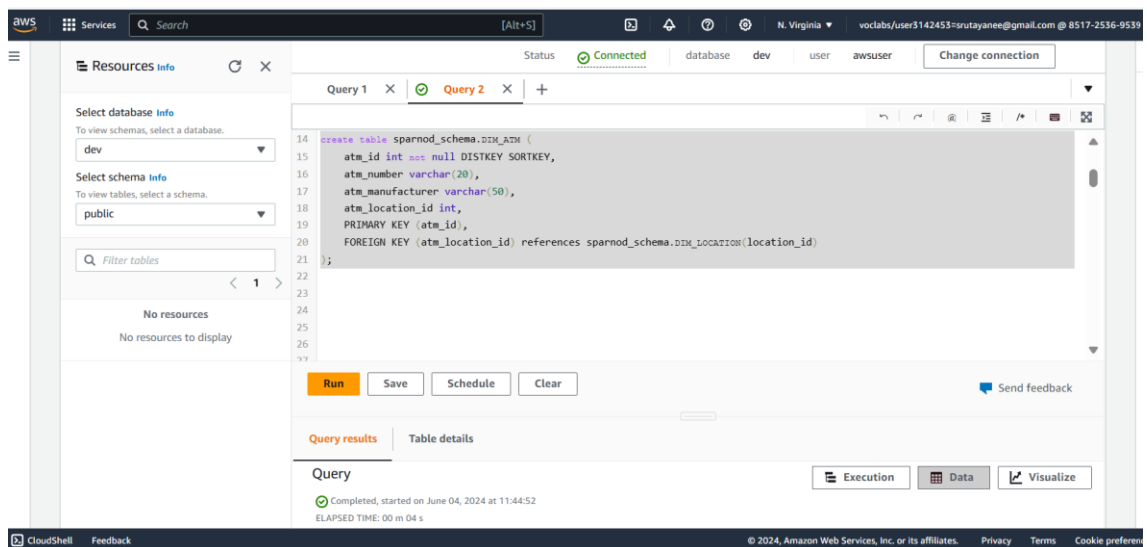 aws Services Search [Alt+S] N. Virginia voclabs/user3142453=srutayanee@gmail.com @ 8517-2536-9539
Resources Info
Status Connected database dev user awsuser Change connection
Query 1 Query 2
Select database Info
To view schemas, select a database.
dev
Select schema Info
To view tables, select a schema.
public
Filter tables
1
No resources
No resources to display
14 create table sparnod_schema.DIM_ATM (
15 atm_id int not null DISTKEY SORTKEY,
16 atm_number varchar(20),
17 atm_manufacturer varchar(50),
18 atm_location_id int,
19 PRIMARY KEY (atm_id),
20 FOREIGN KEY (atm_location_id) references sparnod_schema.DIM_LOCATION(location_id)
21 );
22
23
24
25
26
27
Run Save Schedule Clear
Send feedback
Query results Table details
Query
Execution Data Visualize
Completed, started on June 04, 2024 at 11:44:52
ELAPSED TIME: 00 m 04 s
CloudShell Feedback © 2024, Amazon Web Services, Inc. or its affiliates. Privacy Terms Cookie preferen